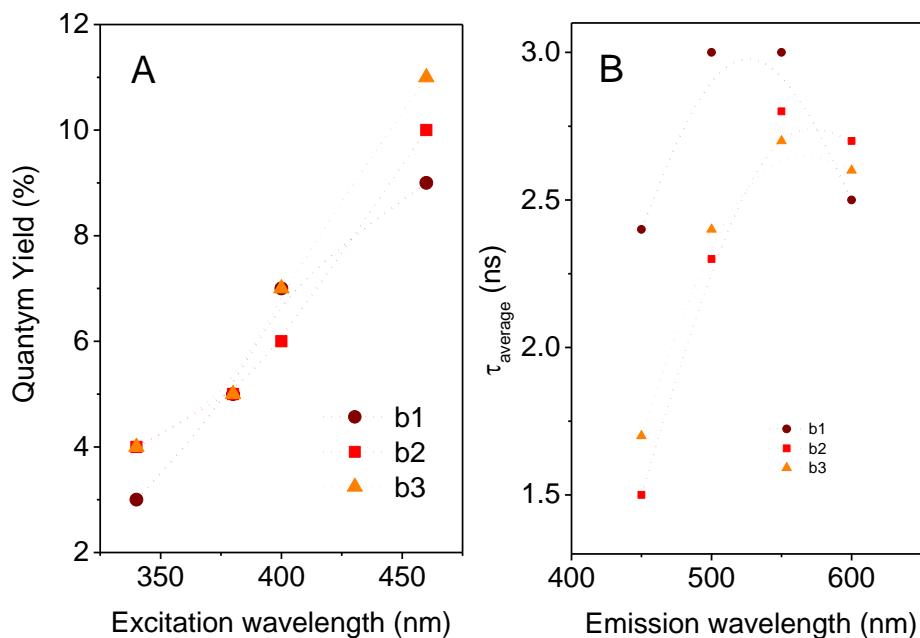 A
Quantym Yield (%)
12
10
8
6
4
2
350
400
450
Excitation wavelength (nm)
b1
b2
b3
B
τaverage (ns)
3.0
2.5
2.0
1.5
400
500
600
Emission wavelength (nm)
b1
b2
b3